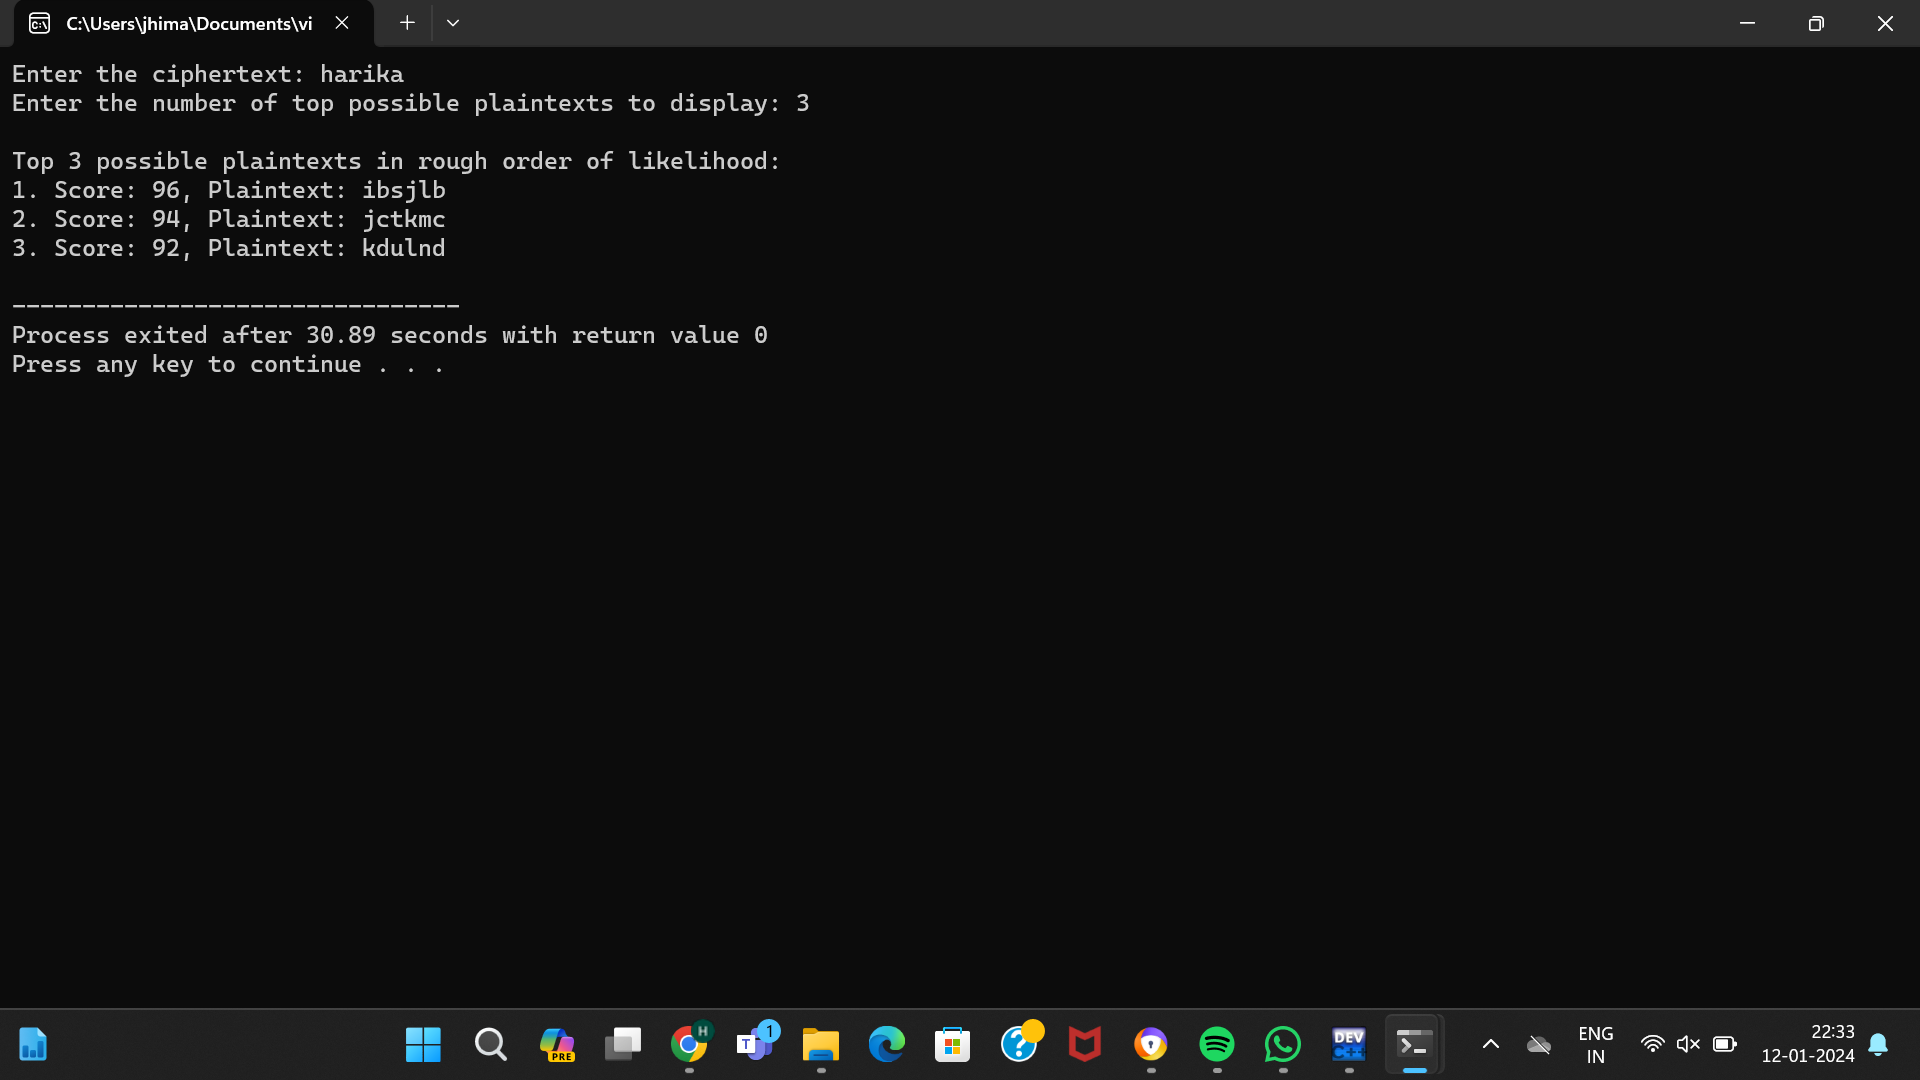 C:\Users\jhima\Documents\vi
Enter the ciphertext: harika
Enter the number of top possible plaintexts to display: 3
Top 3 possible plaintexts in rough order of likelihood:
1. Score: 96, Plaintext: ibsjlb
2. Score: 94, Plaintext: jctkmc
3. Score: 92, Plaintext: kdulnd
--------------------------------
Process exited after 30.89 seconds with return value 0
Press any key to continue . . .
PRE
H
T
1
DEV
C++
ENG
IN
22:33
12-01-2024